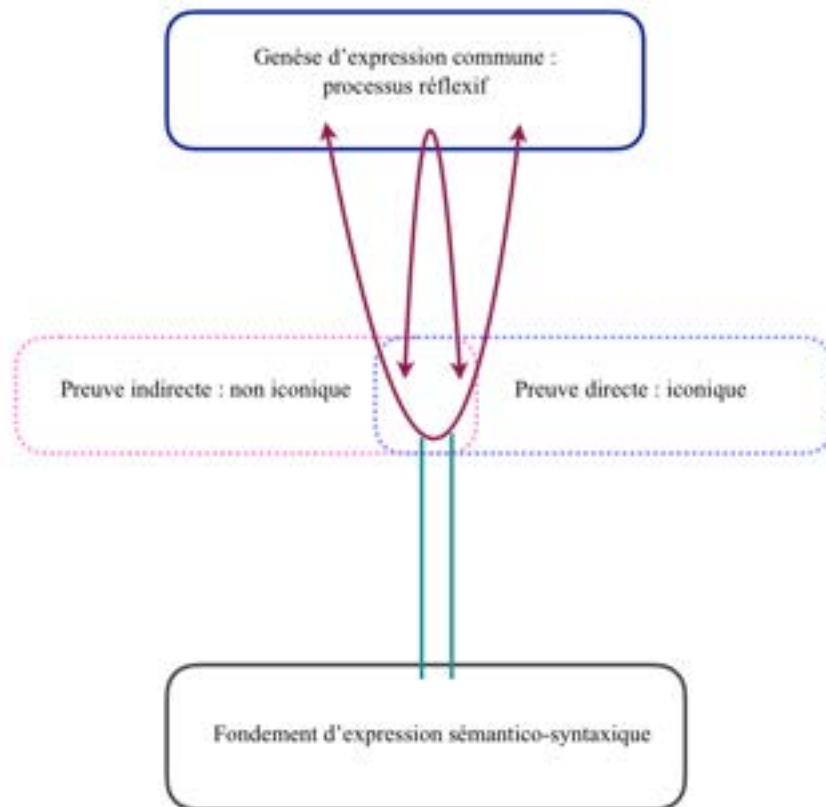 Genèse d'expression commune :
processus réflexif
Preuve indirecte : non iconique
Preuve directe : iconique
Fondement d'expression sémantico-syntaxique